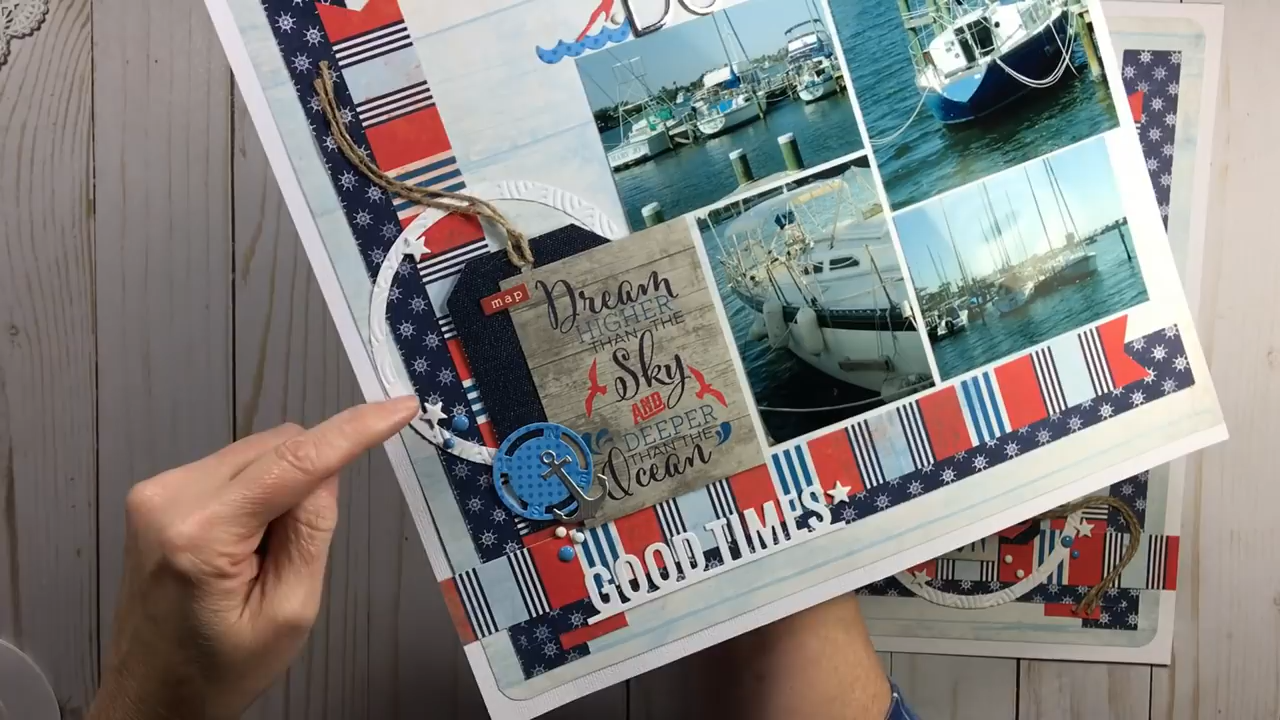 map
Dream
HIGHER
THAN THE
Sky
AND
DEEPER
THAN THE
Ocean
GOOD TIMES